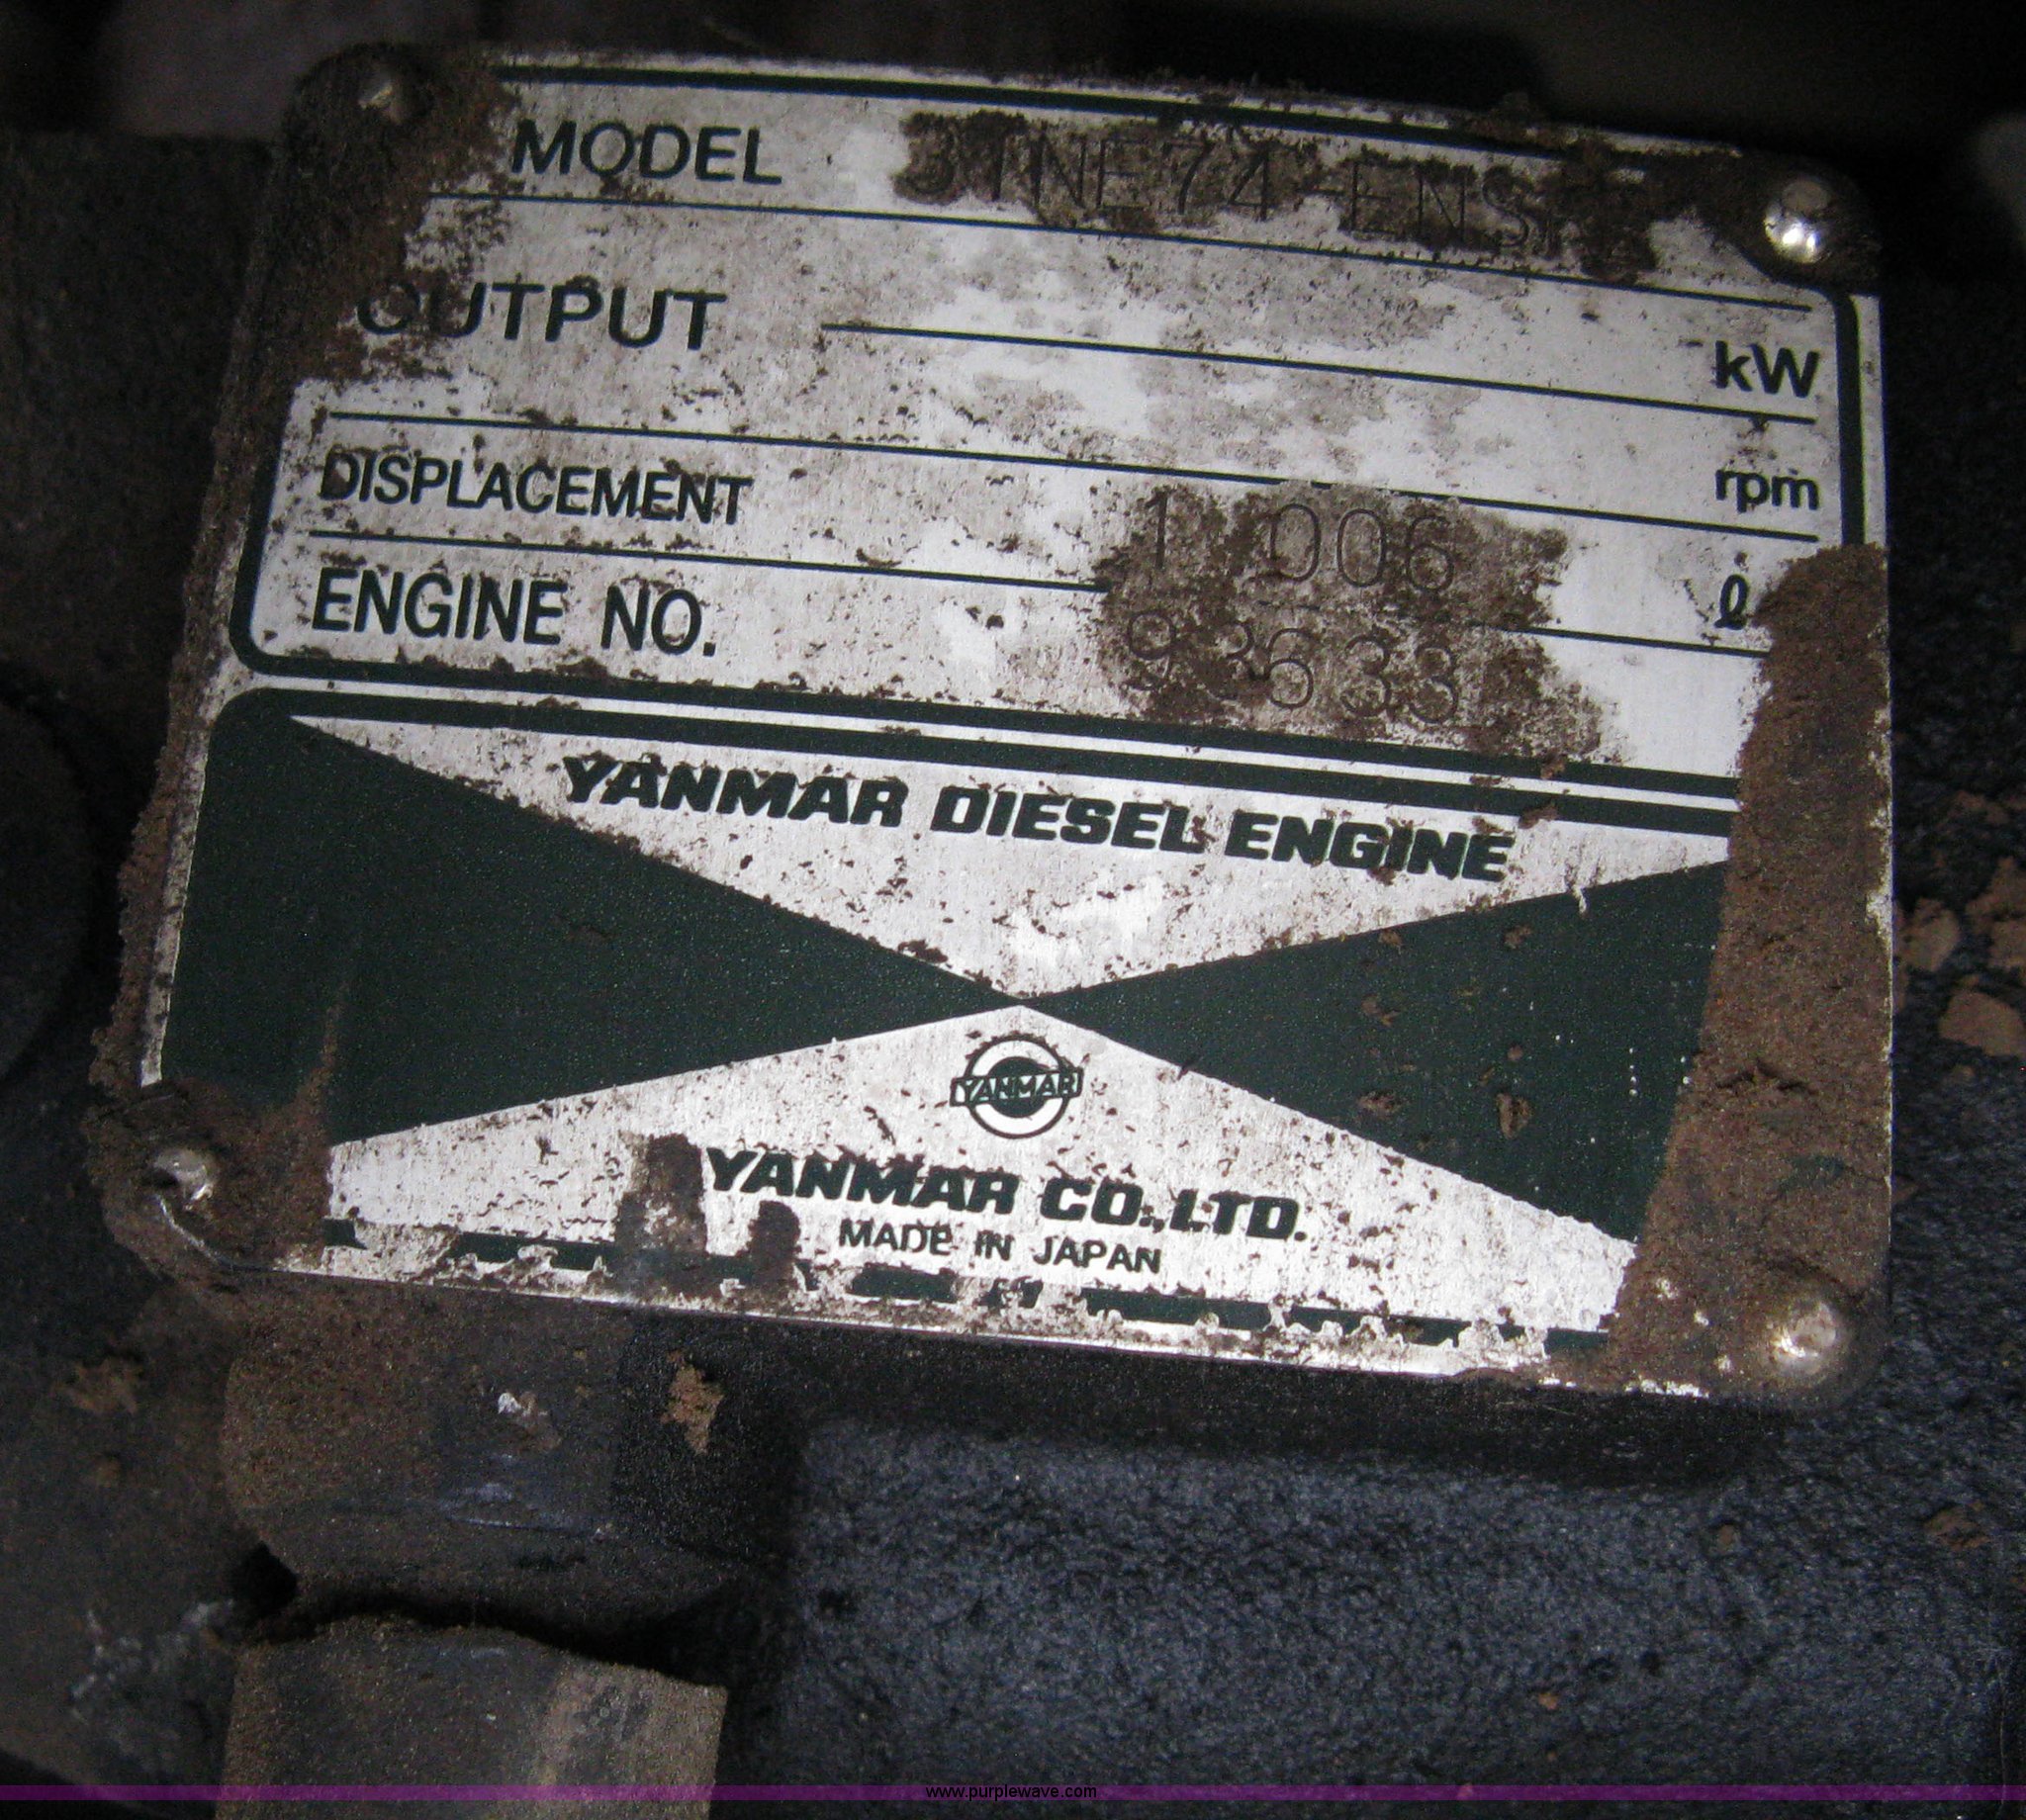 MODEL 3TNE74-ENSR
OUTPUT kW
rpm
DISPLACEMENT 1.006 ℓ
ENGINE NO. 93633
YANMAR DIESEL ENGINE
YANMAR
YANMAR CO.,LTD.
MADE IN JAPAN
www.purplewave.com